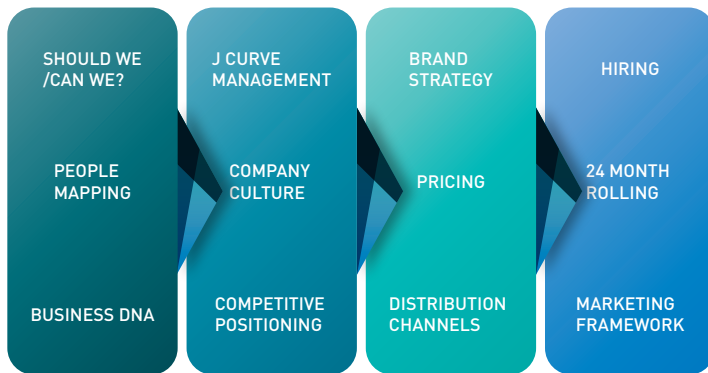 SHOULD WE
/CAN WE?
PEOPLE
MAPPING
BUSINESS DNA
J CURVE
MANAGEMENT
COMPANY
CULTURE
COMPETITIVE
POSITIONING
BRAND
STRATEGY
PRICING
DISTRIBUTION
CHANNELS
HIRING
24 MONTH
ROLLING
MARKETING
FRAMEWORK